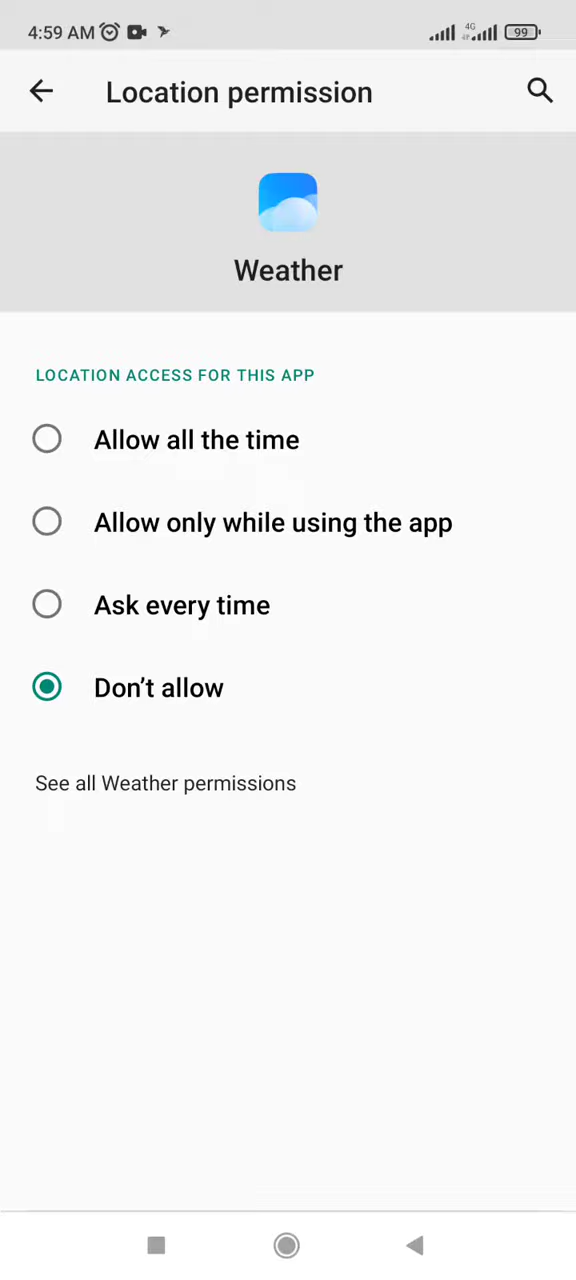 4:59 AM 4G 99
Location permission
Weather
LOCATION ACCESS FOR THIS APP
Allow all the time
Allow only while using the app
Ask every time
Don’t allow
See all Weather permissions